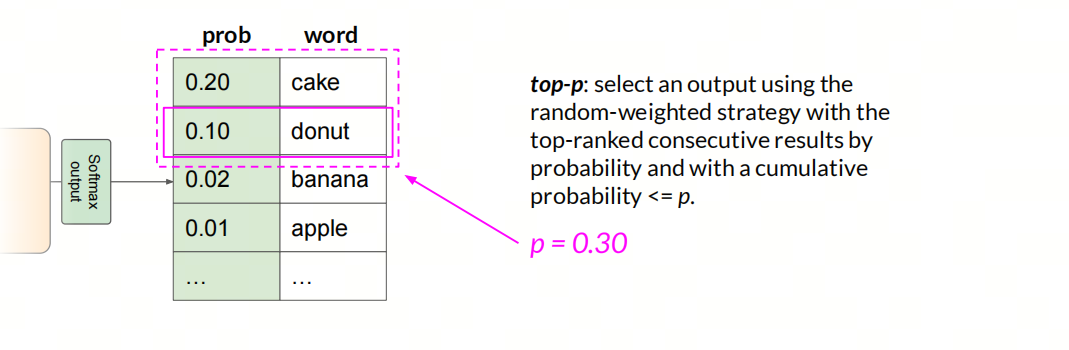 prob word
0.20 cake
0.10 donut
0.02 banana
0.01 apple
... ...
Softmax
output
top-p: select an output using the
random-weighted strategy with the
top-ranked consecutive results by
probability and with a cumulative
probability <= p.
p = 0.30